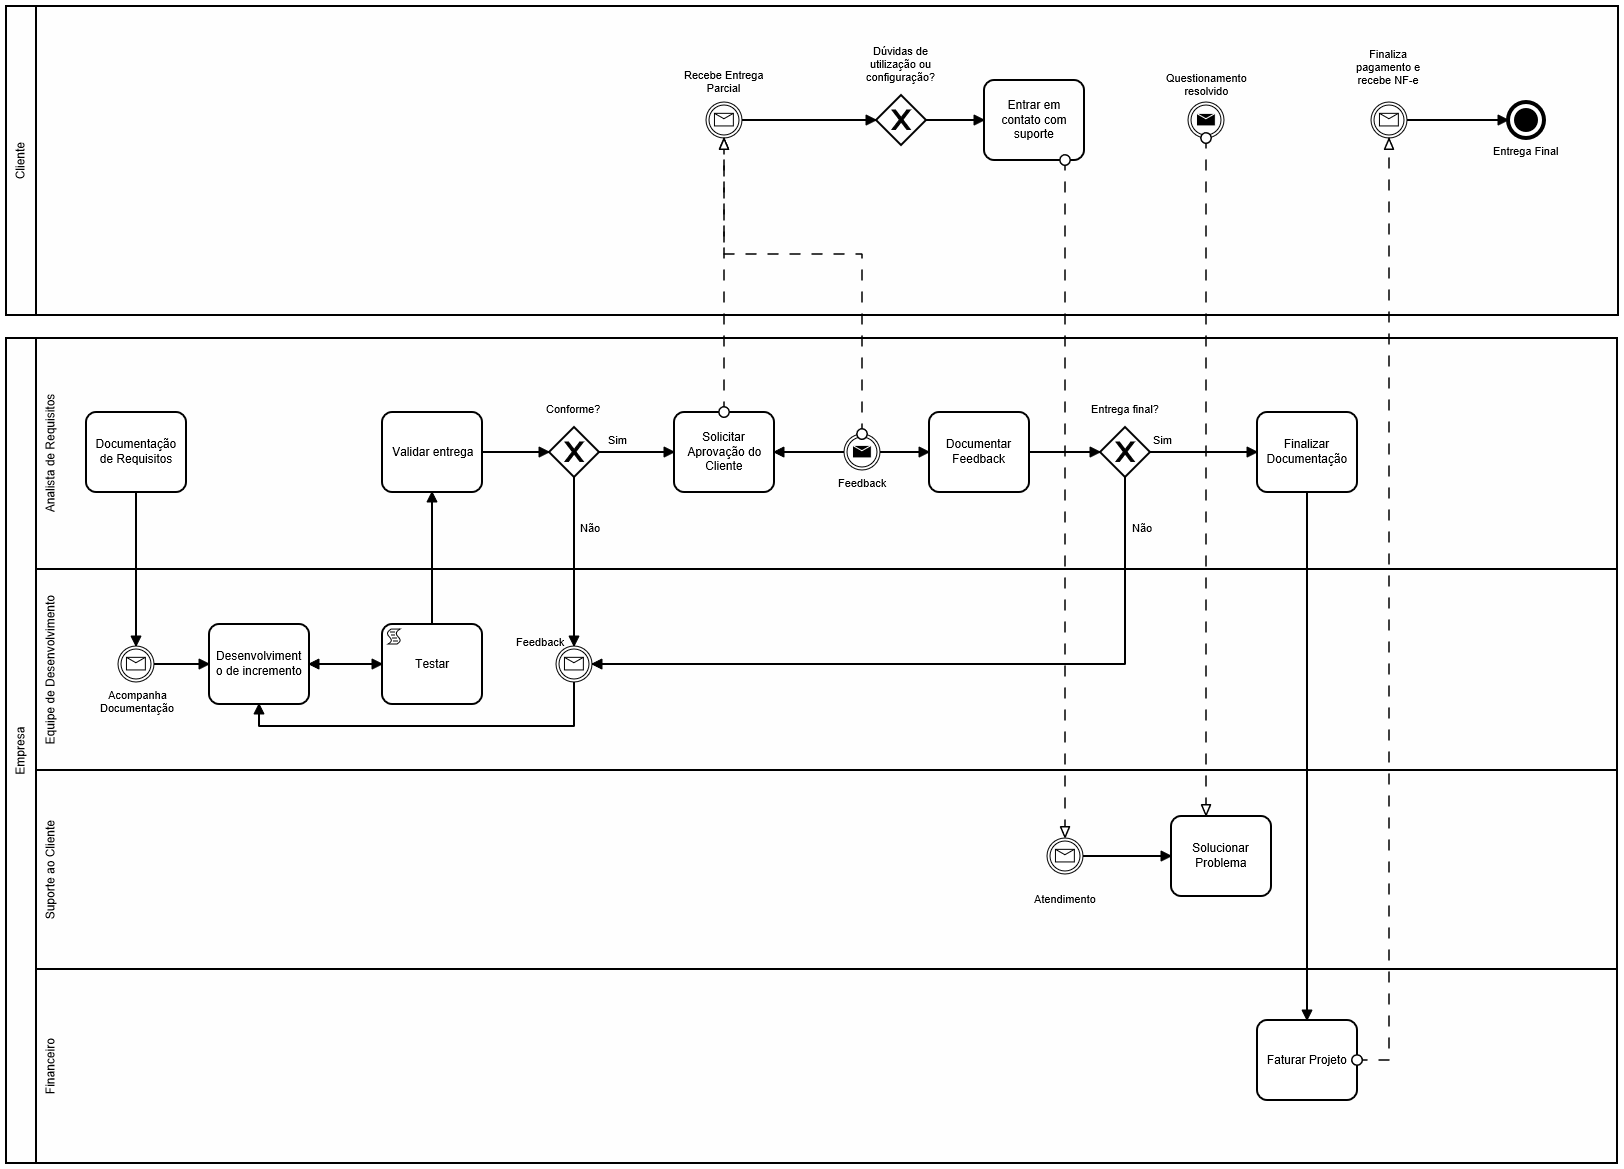 Cliente
Recebe Entrega
Parcial
Dúvidas de
utilização ou
configuração?
X
Entrar em
contato com
suporte
Questionamento
resolvido
Finaliza
pagamento e
recebe NF-e
Entrega Final
Empresa
Analista de Requisitos
Documentação
de Requisitos
Validar entrega
Conforme?
X
Sim
Não
Solicitar
Aprovação do
Cliente
Feedback
Documentar
Feedback
Entrega final?
X
Sim
Não
Finalizar
Documentação
Equipe de Desenvolvimento
Acompanha
Documentação
Desenvolviment
o de incremento
Testar
Feedback
Suporte ao Cliente
Atendimento
Solucionar
Problema
Financeiro
Faturar Projeto